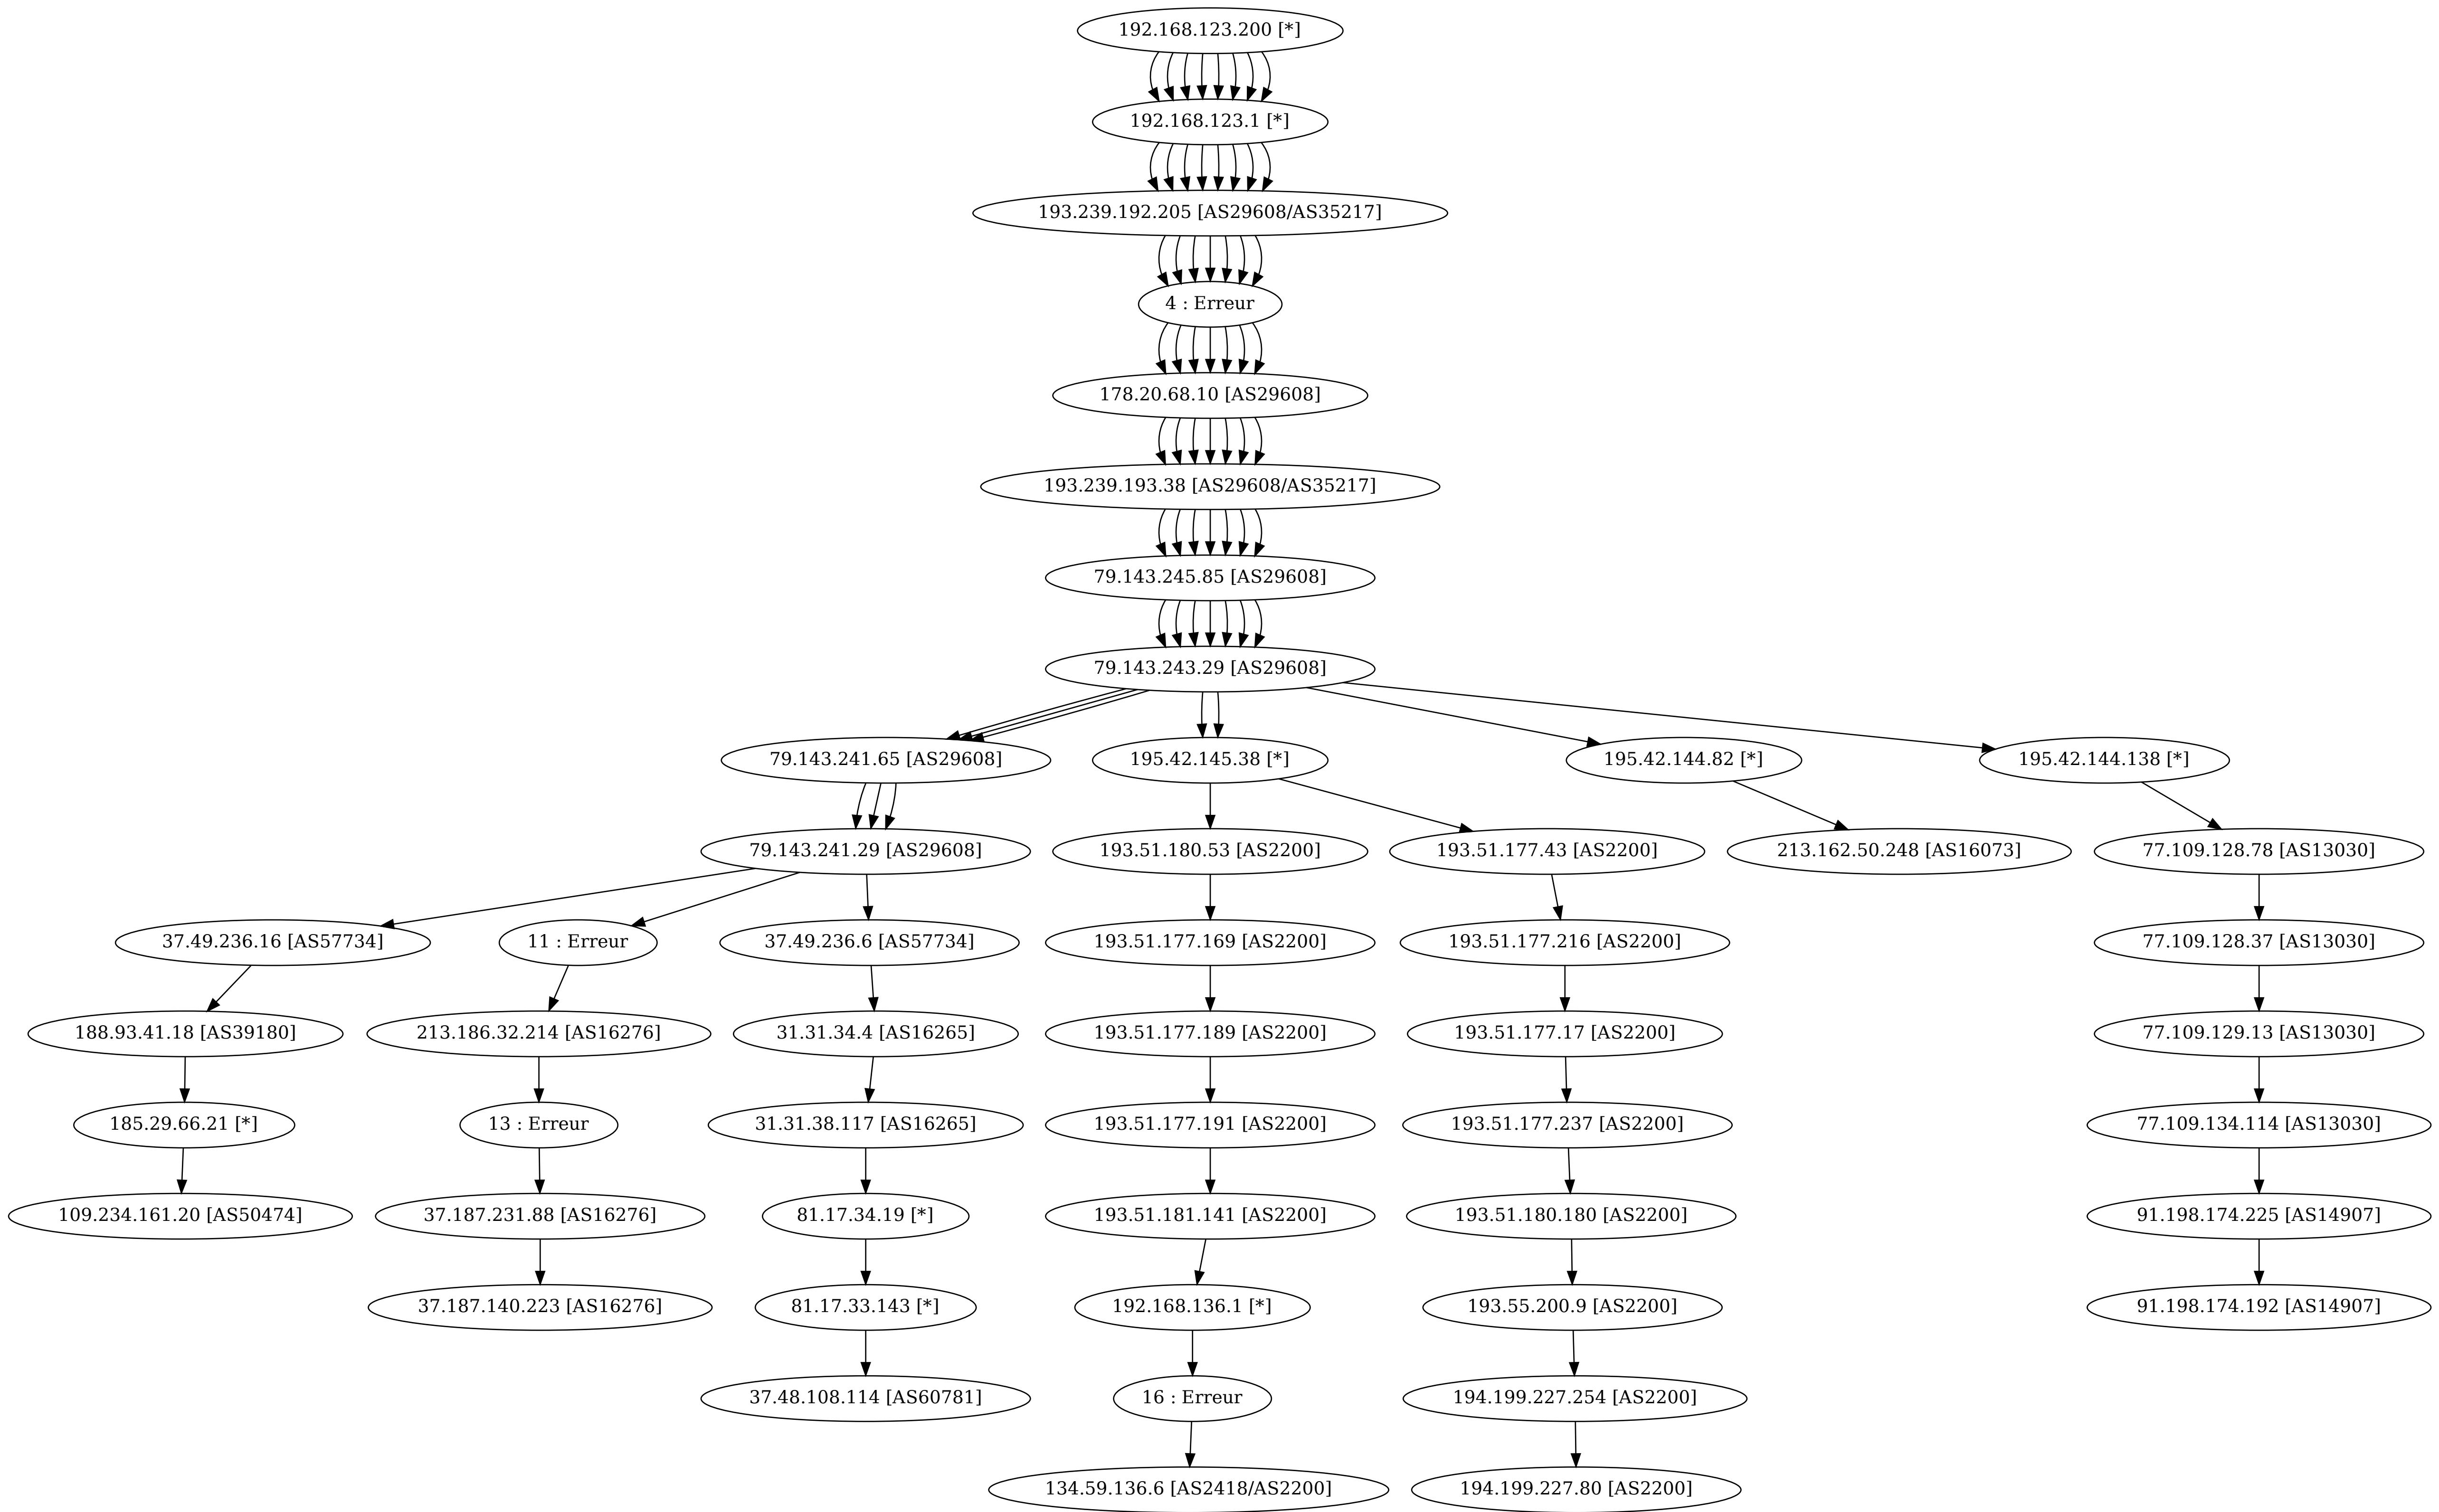 192.168.123.200 [*]
192.168.123.1 [*]
193.239.192.205 [AS29608/AS35217]
4 : Erreur
178.20.68.10 [AS29608]
193.239.193.38 [AS29608/AS35217]
79.143.245.85 [AS29608]
79.143.243.29 [AS29608]
79.143.241.65 [AS29608]
195.42.145.38 [*]
195.42.144.82 [*]
195.42.144.138 [*]
79.143.241.29 [AS29608]
193.51.180.53 [AS2200]
193.51.177.43 [AS2200]
213.162.50.248 [AS16073]
77.109.128.78 [AS13030]
37.49.236.16 [AS57734]
11 : Erreur
37.49.236.6 [AS57734]
193.51.177.169 [AS2200]
193.51.177.216 [AS2200]
77.109.128.37 [AS13030]
188.93.41.18 [AS39180]
213.186.32.214 [AS16276]
31.31.34.4 [AS16265]
193.51.177.189 [AS2200]
193.51.177.17 [AS2200]
77.109.129.13 [AS13030]
185.29.66.21 [*]
13 : Erreur
31.31.38.117 [AS16265]
193.51.177.191 [AS2200]
193.51.177.237 [AS2200]
77.109.134.114 [AS13030]
109.234.161.20 [AS50474]
37.187.231.88 [AS16276]
81.17.34.19 [*]
193.51.181.141 [AS2200]
193.51.180.180 [AS2200]
91.198.174.225 [AS14907]
37.187.140.223 [AS16276]
81.17.33.143 [*]
192.168.136.1 [*]
193.55.200.9 [AS2200]
91.198.174.192 [AS14907]
37.48.108.114 [AS60781]
16 : Erreur
194.199.227.254 [AS2200]
134.59.136.6 [AS2418/AS2200]
194.199.227.80 [AS2200]